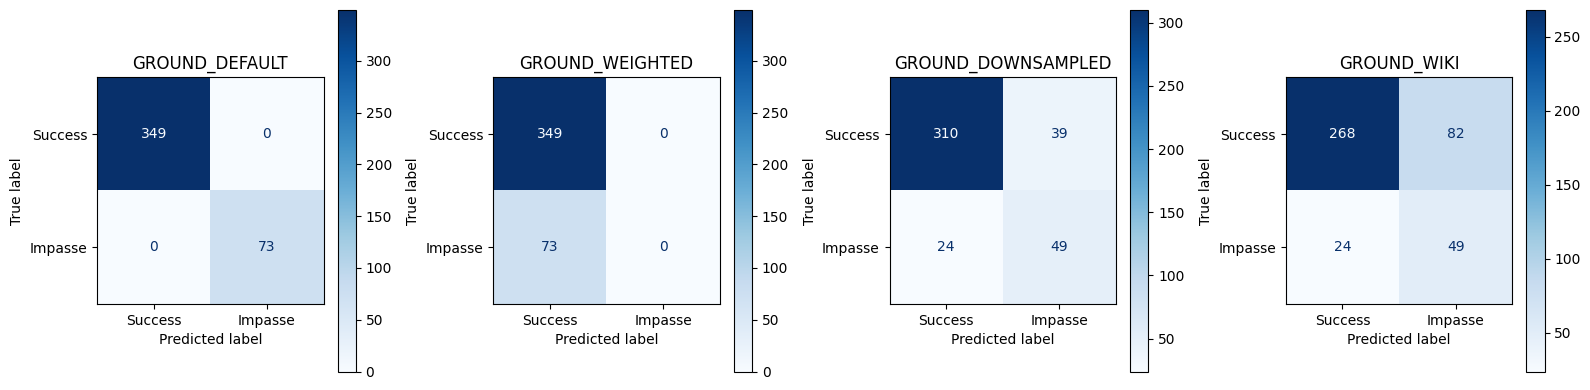 GROUND_DEFAULT
True label
Success
Impasse
349
0
0
73
Success
Impasse
Predicted label
300
250
200
150
100
50
0
GROUND_WEIGHTED
True label
Success
Impasse
349
0
73
0
Success
Impasse
Predicted label
300
250
200
150
100
50
0
GROUND_DOWNSAMPLED
True label
Success
Impasse
310
39
24
49
Success
Impasse
Predicted label
300
250
200
150
100
50
GROUND_WIKI
True label
Success
Impasse
268
82
24
49
Success
Impasse
Predicted label
250
200
150
100
50